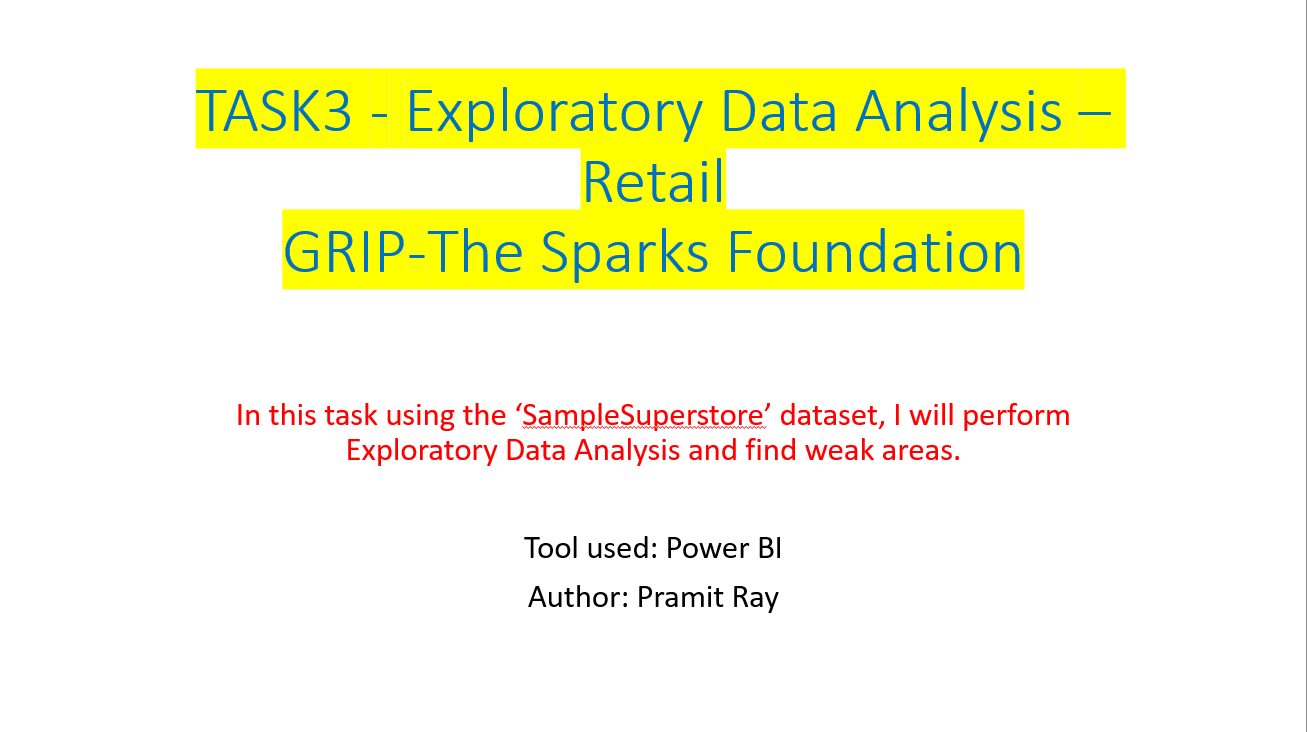 TASK3 - Exploratory Data Analysis –
Retail
GRIP-The Sparks Foundation
In this task using the ‘SampleSuperstore’ dataset, I will perform
Exploratory Data Analysis and find weak areas.
Tool used: Power BI
Author: Pramit Ray